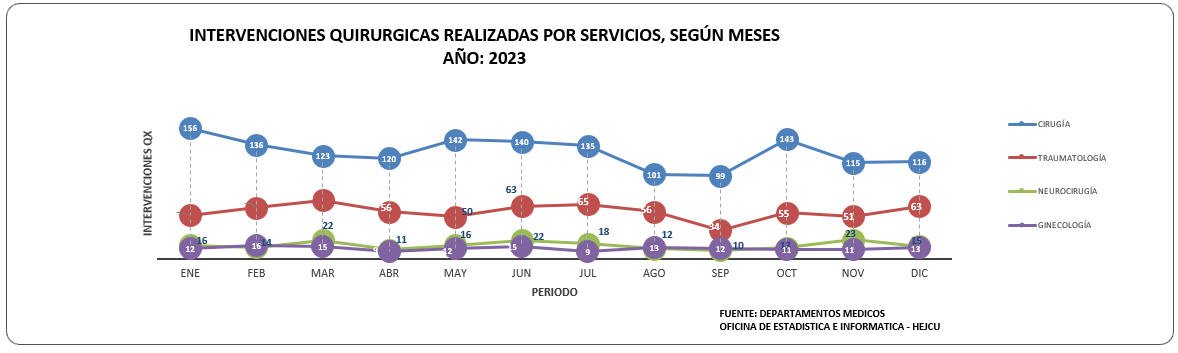 INTERVENCIONES QUIRURGICAS REALIZADAS POR SERVICIOS, SEGÚN MESES
AÑO: 2023
INTERVENCIONES QX
156 136 123 120 142 140 135 101 99 143 115 116
56 50 63 65 56 34 55 51 63
16 14 22 11 16 22 18 12 10 13 23 15
12 16 15 9 12 15 9 13 12 11 11 13
ENE FEB MAR ABR MAY JUN JUL AGO SEP OCT NOV DIC
PERIODO
CIRUGÍA
TRAUMATOLOGÍA
NEUROCIRUGÍA
GINECOLOGÍA
FUENTE: DEPARTAMENTOS MEDICOS
OFICINA DE ESTADISTICA E INFORMATICA - HEJCU